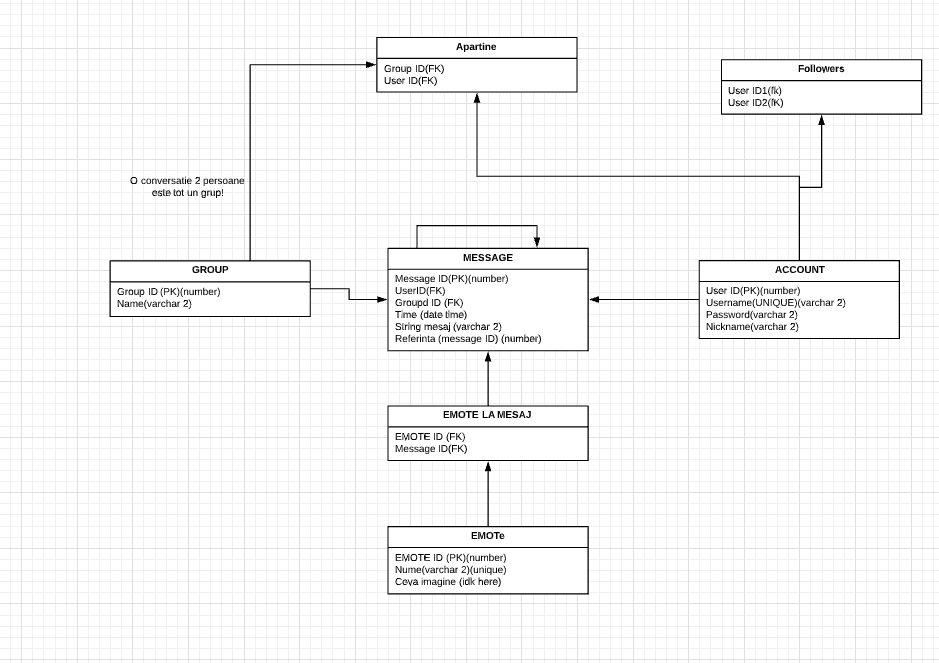 Apartine
Group ID(FK)
User ID(FK)
Followers
User ID1(fk)
User ID2(fK)
O conversatie 2 persoane
este tot un grup!
GROUP
Group ID (PK)(number)
Name(varchar 2)
MESSAGE
Message ID(PK)(number)
UserID(FK)
Groupd ID (FK)
Time (date time)
String mesaj (varchar 2)
Referinta (message ID) (number)
ACCOUNT
User ID(PK)(number)
Username(UNIQUE)(varchar 2)
Password(varchar 2)
Nickname(varchar 2)
EMOTE LA MESAJ
EMOTE ID (FK)
Message ID(FK)
EMOTe
EMOTE ID (PK)(number)
Nume(varchar 2)(unique)
Ceva imagine (idk here)